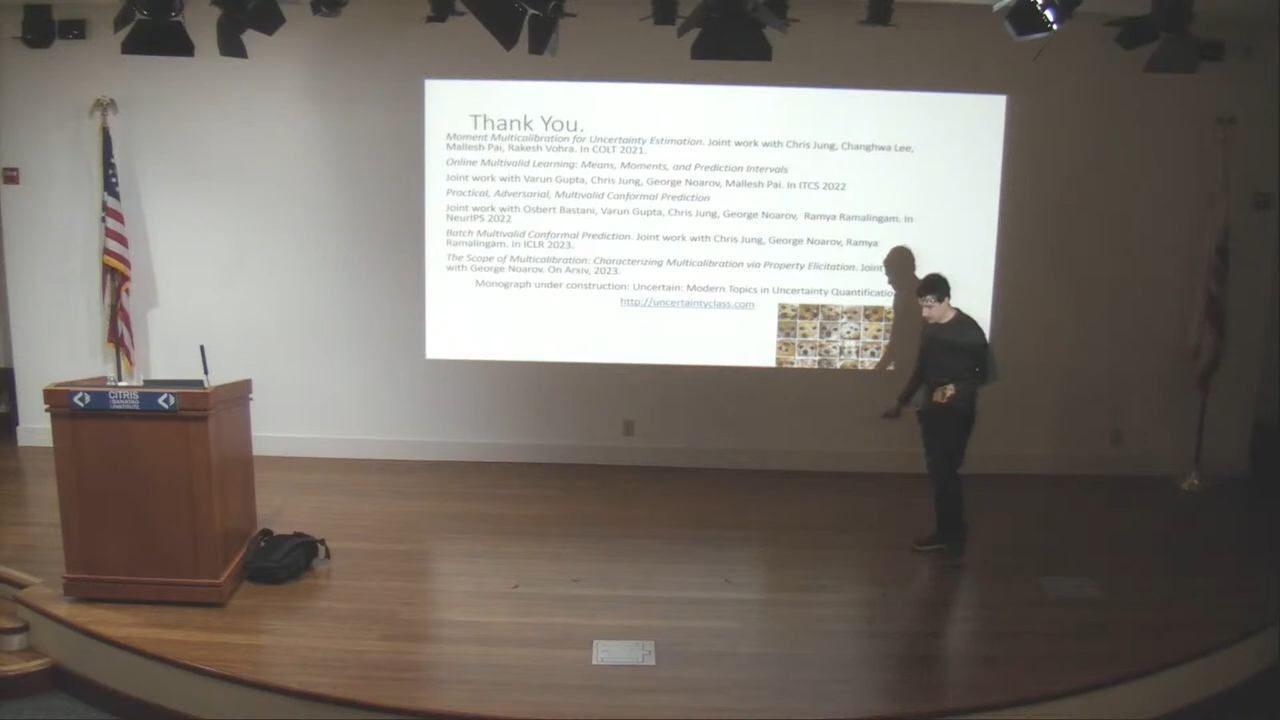 CITRIS
BANATAO
INSTITUTE
Thank You.
Moment Multicalibration for Uncertainty Estimation. Joint work with Chris Jung, Changhwa Lee,
Mallesh Pai, Rakesh Vohra. In COLT 2021.
Online Multivalid Learning: Means, Moments, and Prediction Intervals
Joint work with Varun Gupta, Chris Jung, George Noarov, Mallesh Pai. In ITCS 2022
Practical, Adversarial, Multivalid Conformal Prediction
Joint work with Osbert Bastani, Varun Gupta, Chris Jung, George Noarov, Ramya Ramalingam. In
NeurIPS 2022
Batch Multivalid Conformal Prediction. Joint work with Chris Jung, George Noarov, Ramya
Ramalingam. In ICLR 2023.
The Scope of Multicalibration: Characterizing Multicalibration via Property Elicitation. Joint
with George Noarov. On Arxiv, 2023.
Monograph under construction: Uncertain: Modern Topics in Uncertainty Quantificatio
http://uncertaintyclass.com